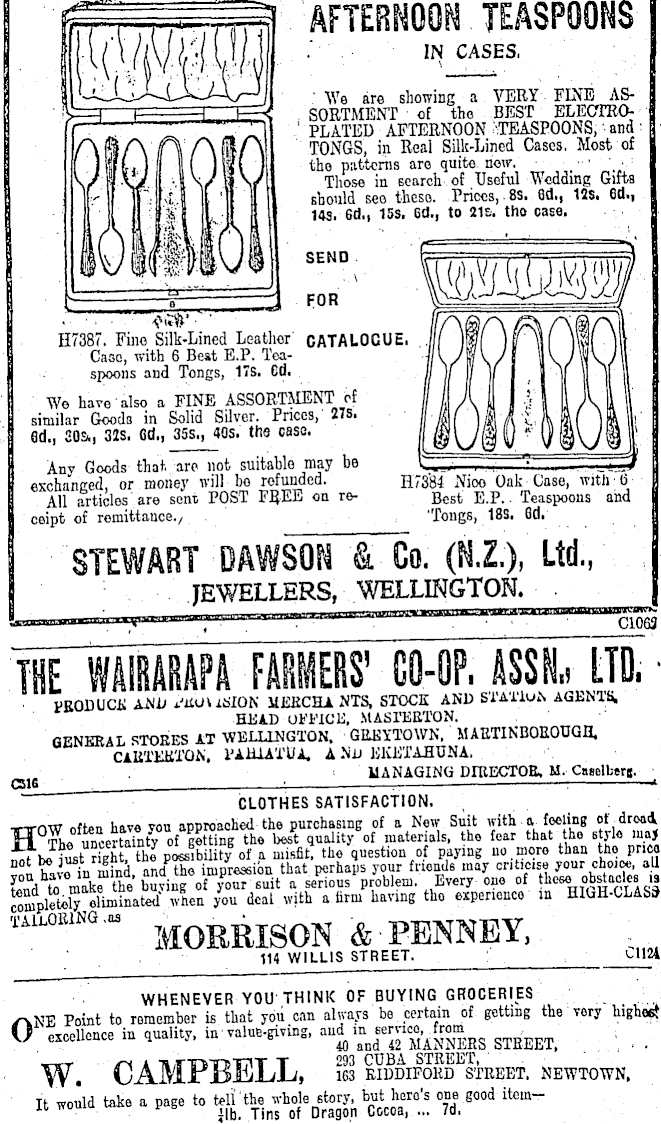 AFTERNOON TEASPOONS
IN CASES.
We are showing a VERY FINE AS-
SORTMENT of the BEST ELECTRO-
PLATED AFTERNOON TEASPOONS, and
TONGS, in Real Silk-Lined Cases. Most of
the patterns are quite new.
Those in search of Useful Wedding Gifts
should see these. Prices, 8s. 6d., 12s. 6d.,
14s. 6d., 15s. 6d., to 21s. the case.
SEND
FOR
CATALOGUE.
H7387. Fine Silk-Lined Leather
Case, with 6 Best E.P. Tea-
spoons and Tongs, 17s. 6d.
We have also a FINE ASSORTMENT of
similar Goods in Solid Silver. Prices, 27s.
6d., 30s., 32s. 6d., 35s., 40s. the case.
Any Goods that are not suitable may be
exchanged, or money will be refunded.
All articles are sent POST FREE on re-
ceipt of remittance.
H7384 Nice Oak Case, with 6
Best E.P. Teaspoons and
Tongs, 18s. 6d.
STEWART DAWSON & Co. (N.Z.), Ltd.,
JEWELLERS, WELLINGTON.
C1069
THE WAIRARAPA FARMERS' CO-OP. ASSN., LTD.
PRODUCE AND PROVISION MERCHANTS, STOCK AND STATION AGENTS,
HEAD OFFICE, MASTERTON.
GENERAL STORES AT WELLINGTON, GREYTOWN, MARTINBOROUGH,
CARTERTON, PAHIATUA, AND EKETAHUNA.
MANAGING DIRECTOR, M. Caselberg.
C316
CLOTHES SATISFACTION.
HOW often have you approached the purchasing of a New Suit with a feeling of dread
The uncertainty of getting the best quality of materials, the fear that the style may
not be just right, the possibility of a misfit, the question of paying no more than the price
you have in mind, and the impression that perhaps your friends may criticise your choice, all
tend to make the buying of your suit a serious problem. Every one of these obstacles is
completely eliminated when you deal with a firm having the experience in HIGH-CLASS
TAILORING as
MORRISON & PENNEY,
114 WILLIS STREET.
C1124
WHENEVER YOU THINK OF BUYING GROCERIES
ONE Point to remember is that you can always be certain of getting the very highest
excellence in quality, in value-giving, and in service, from
40 and 42 MANNERS STREET,
W. CAMPBELL, 293 CUBA STREET,
163 RIDDIFORD STREET, NEWTOWN,
It would take a page to tell the whole story, but here's one good item—
½lb. Tins of Dragon Cocoa, ... 7d.